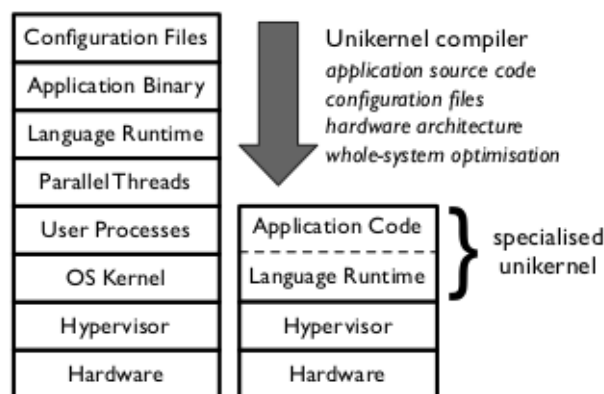 Configuration Files
Application Binary
Language Runtime
Parallel Threads
User Processes
OS Kernel
Hypervisor
Hardware
Unikernel compiler
application source code
configuration files
hardware architecture
whole-system optimisation
Application Code
Language Runtime
Hypervisor
Hardware
specialised
unikernel